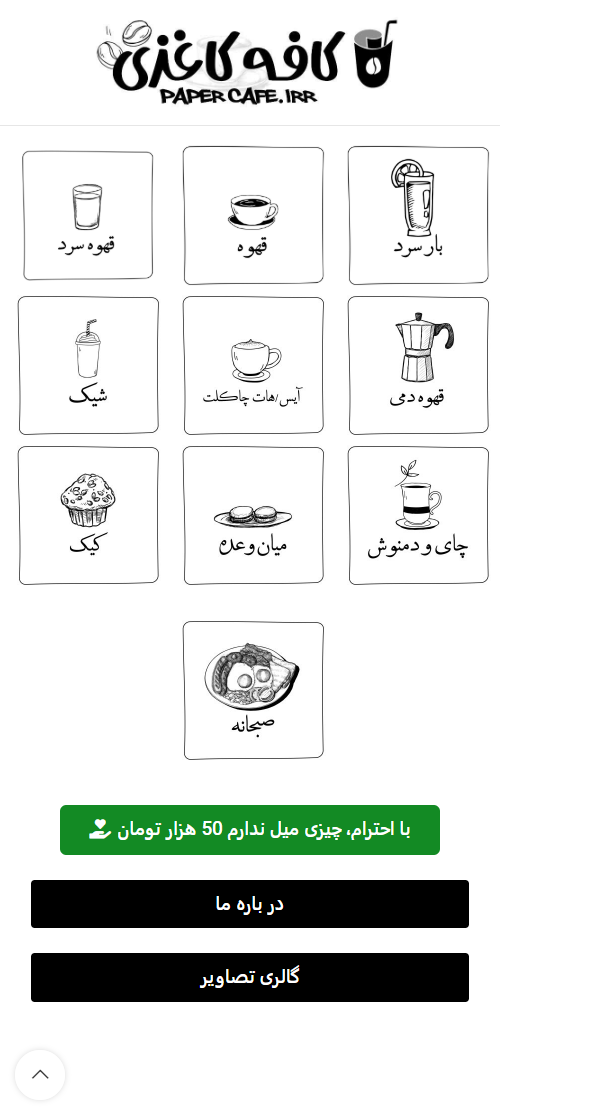 کافه کاغذی
PAPER CAFE.IRR
بار سرد
قهوه
قهوه سرد
قهوه دمی
آیس/هات چاکلت
شیک
چای و دمنوش
میان وعده
کیک
صبحانه
با احترام، چیزی میل ندارم 50 هزار تومان
در باره ما
گالری تصاویر